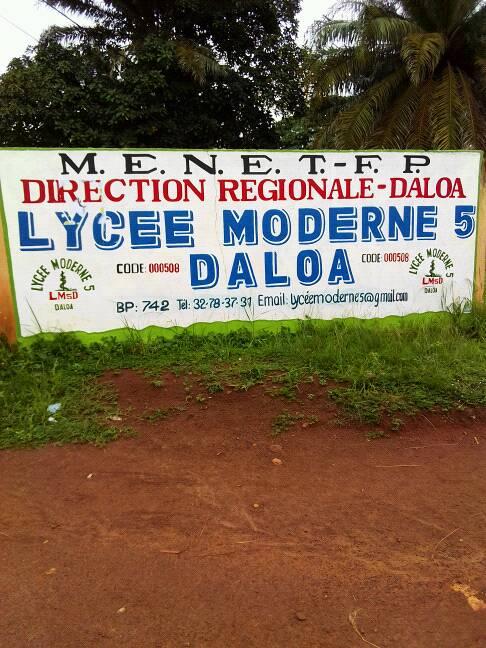 M.E.N.E.T.-F.P.
DIRECTION REGIONALE-DALOA
LYCEE MODERNE 5
DALOA
CODE: 000508
CODE: 000508
LYCEE MODERNE 5
LM5D
DALOA
LYCEE MODERNE 5
LM5D
DALOA
BP: 742 Tél: 32-78-37-31 Email: lycéemoderne5@gmail.com